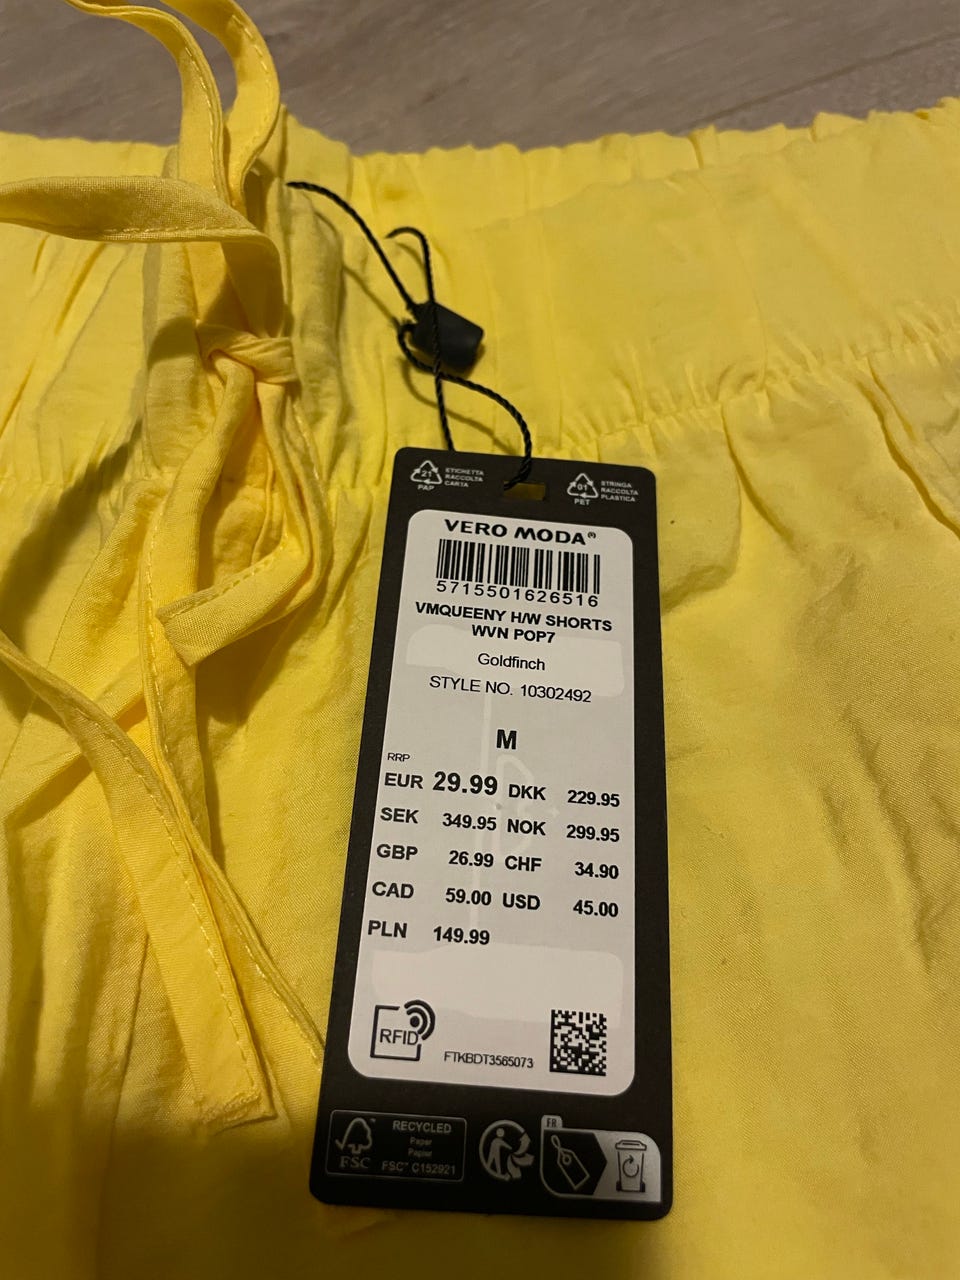 21
PAP
ETICHETTA
RACCOLTA
CARTA
01
PET
STRINGA
RACCOLTA
PLASTICA
VERO MODA®
5715501626516
VMQUEENY H/W SHORTS
WVN POP7
Goldfinch
STYLE NO. 10302492
M
RRP
EUR 29.99 DKK 229.95
SEK 349.95 NOK 299.95
GBP 26.99 CHF 34.90
CAD 59.00 USD 45.00
PLN 149.99
RFID
FTKBDT3565073
FSC
RECYCLED
Paper
Papier
FSC™ C152921
FR